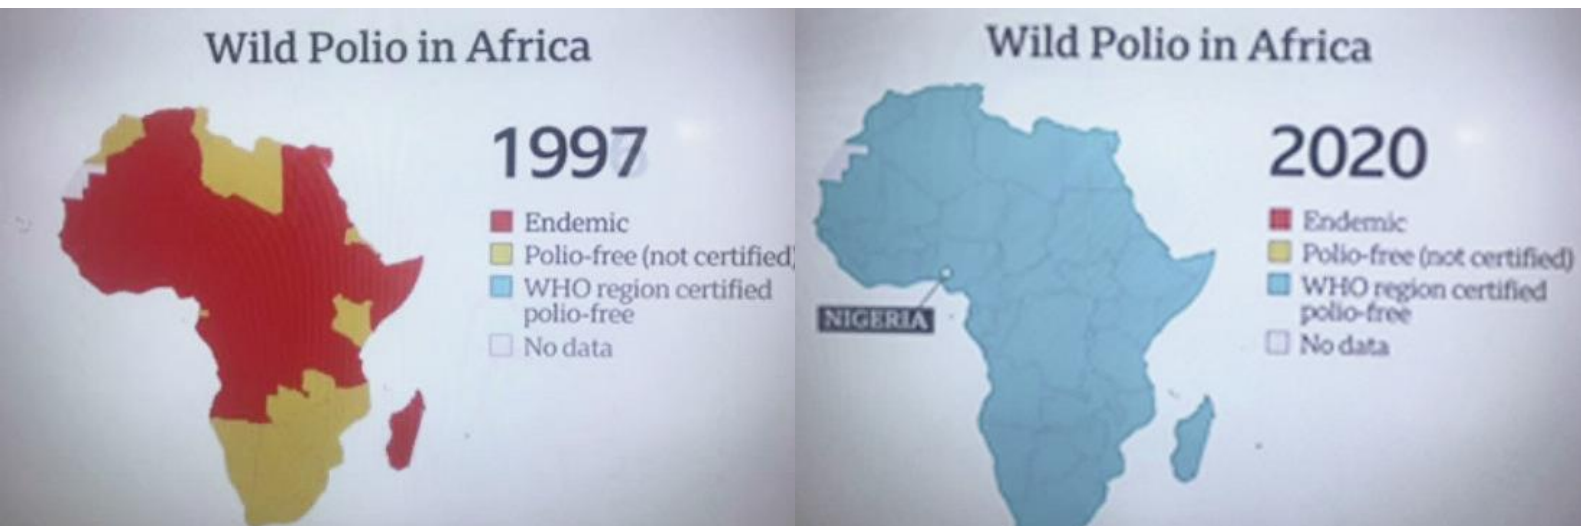 Wild Polio in Africa
1997
Endemic
Polio-free (not certified)
WHO region certified
polio-free
No data
Wild Polio in Africa
2020
Endemic
Polio-free (not certified)
WHO region certified
polio-free
No data
NIGERIA